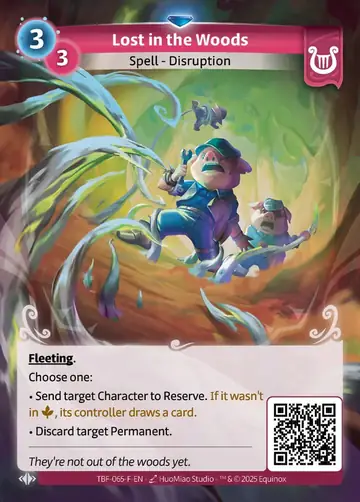 3
3
Lost in the Woods
Spell - Disruption
Fleeting.
Choose one:
• Send target Character to Reserve. If it wasn't
in , its controller draws a card.
• Discard target Permanent.
They're not out of the woods yet.
TBF-065-F-EN - HuoMiao Studio - ™ & © 2025 Equinox